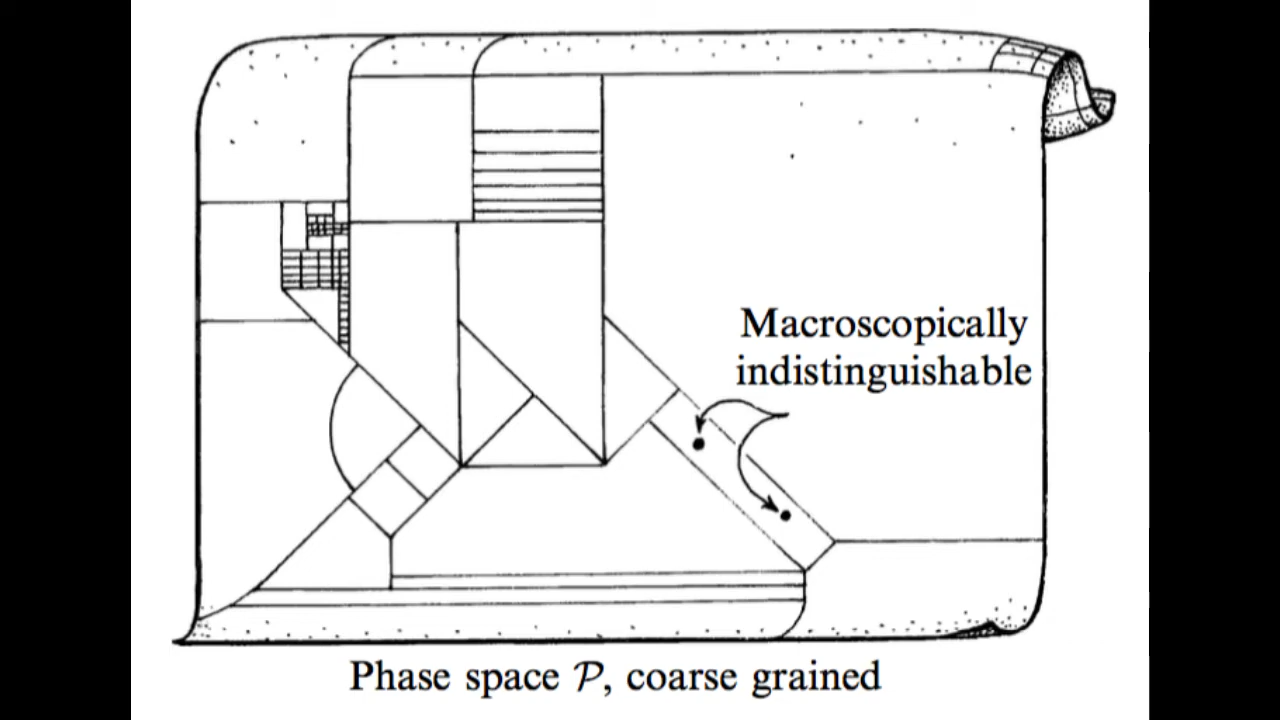 Macroscopically
indistinguishable
Phase space 𝒫, coarse grained